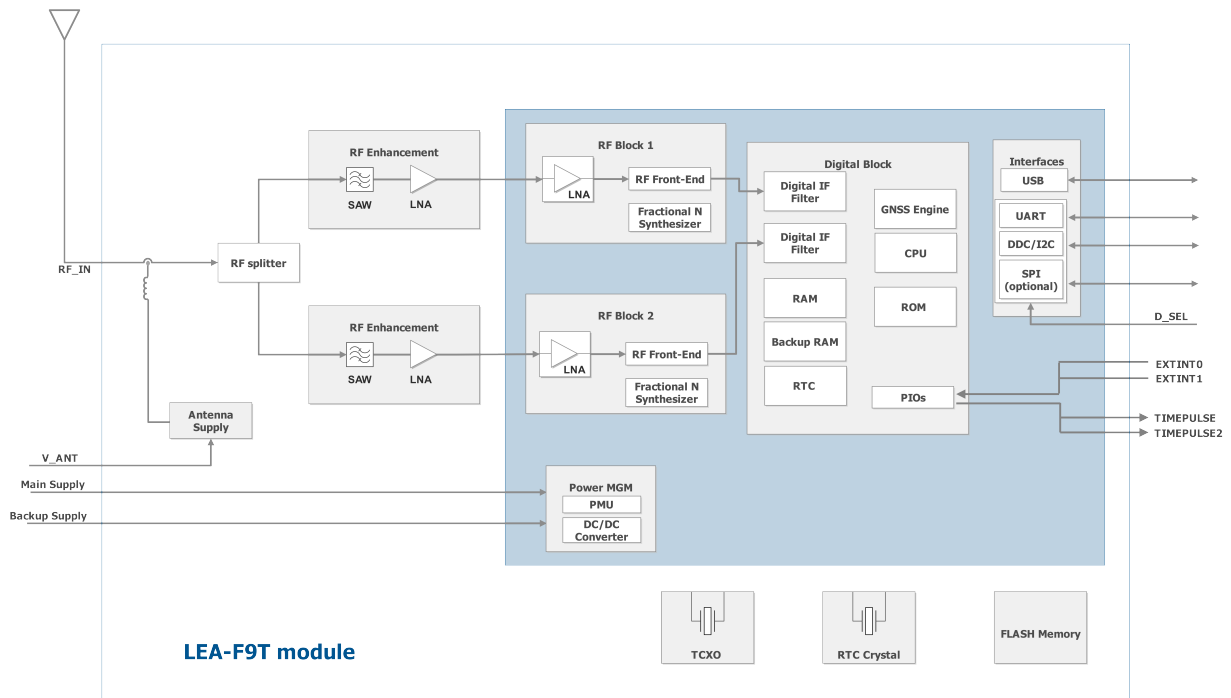 RF_IN
V_ANT
Main Supply
Backup Supply
Antenna
Supply
RF splitter
RF Enhancement
SAW
LNA
RF Enhancement
SAW
LNA
RF Block 1
LNA
RF Front-End
Fractional N
Synthesizer
RF Block 2
LNA
RF Front-End
Fractional N
Synthesizer
Digital Block
Digital IF
Filter
Digital IF
Filter
RAM
Backup RAM
RTC
GNSS Engine
CPU
ROM
PIOs
Interfaces
USB
UART
DDC/I2C
SPI
(optional)
D_SEL
EXTINT0
EXTINT1
TIMEPULSE
TIMEPULSE2
Power MGM
PMU
DC/DC
Converter
TCXO
RTC Crystal
FLASH Memory
LEA-F9T module